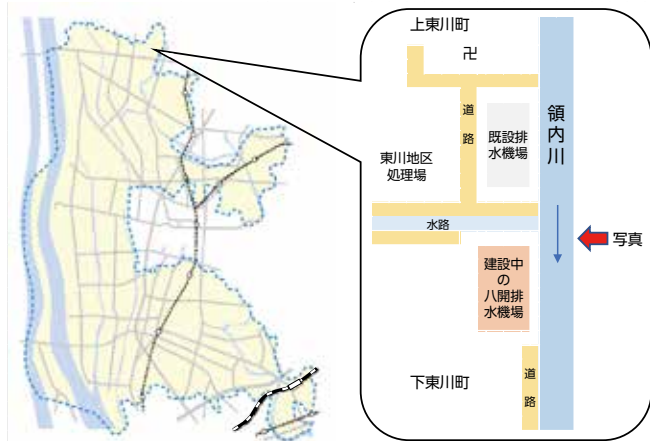 上東川町
卍
道
路
既設排
水機場
領内川
東川地区
処理場
水路
写真
建設中
の
八開排
水機場
下東川町
道
路